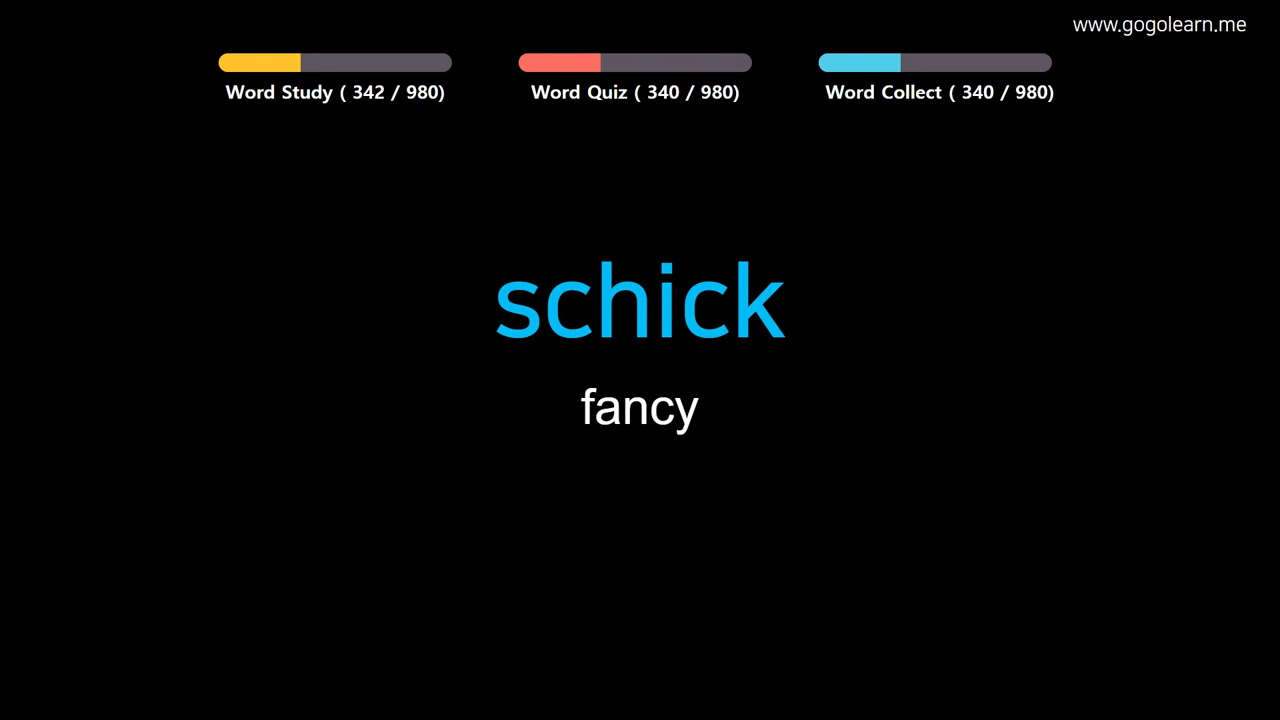 www.gogolearn.me
Word Study ( 342 / 980)
Word Quiz ( 340 / 980)
Word Collect ( 340 / 980)
schick
fancy